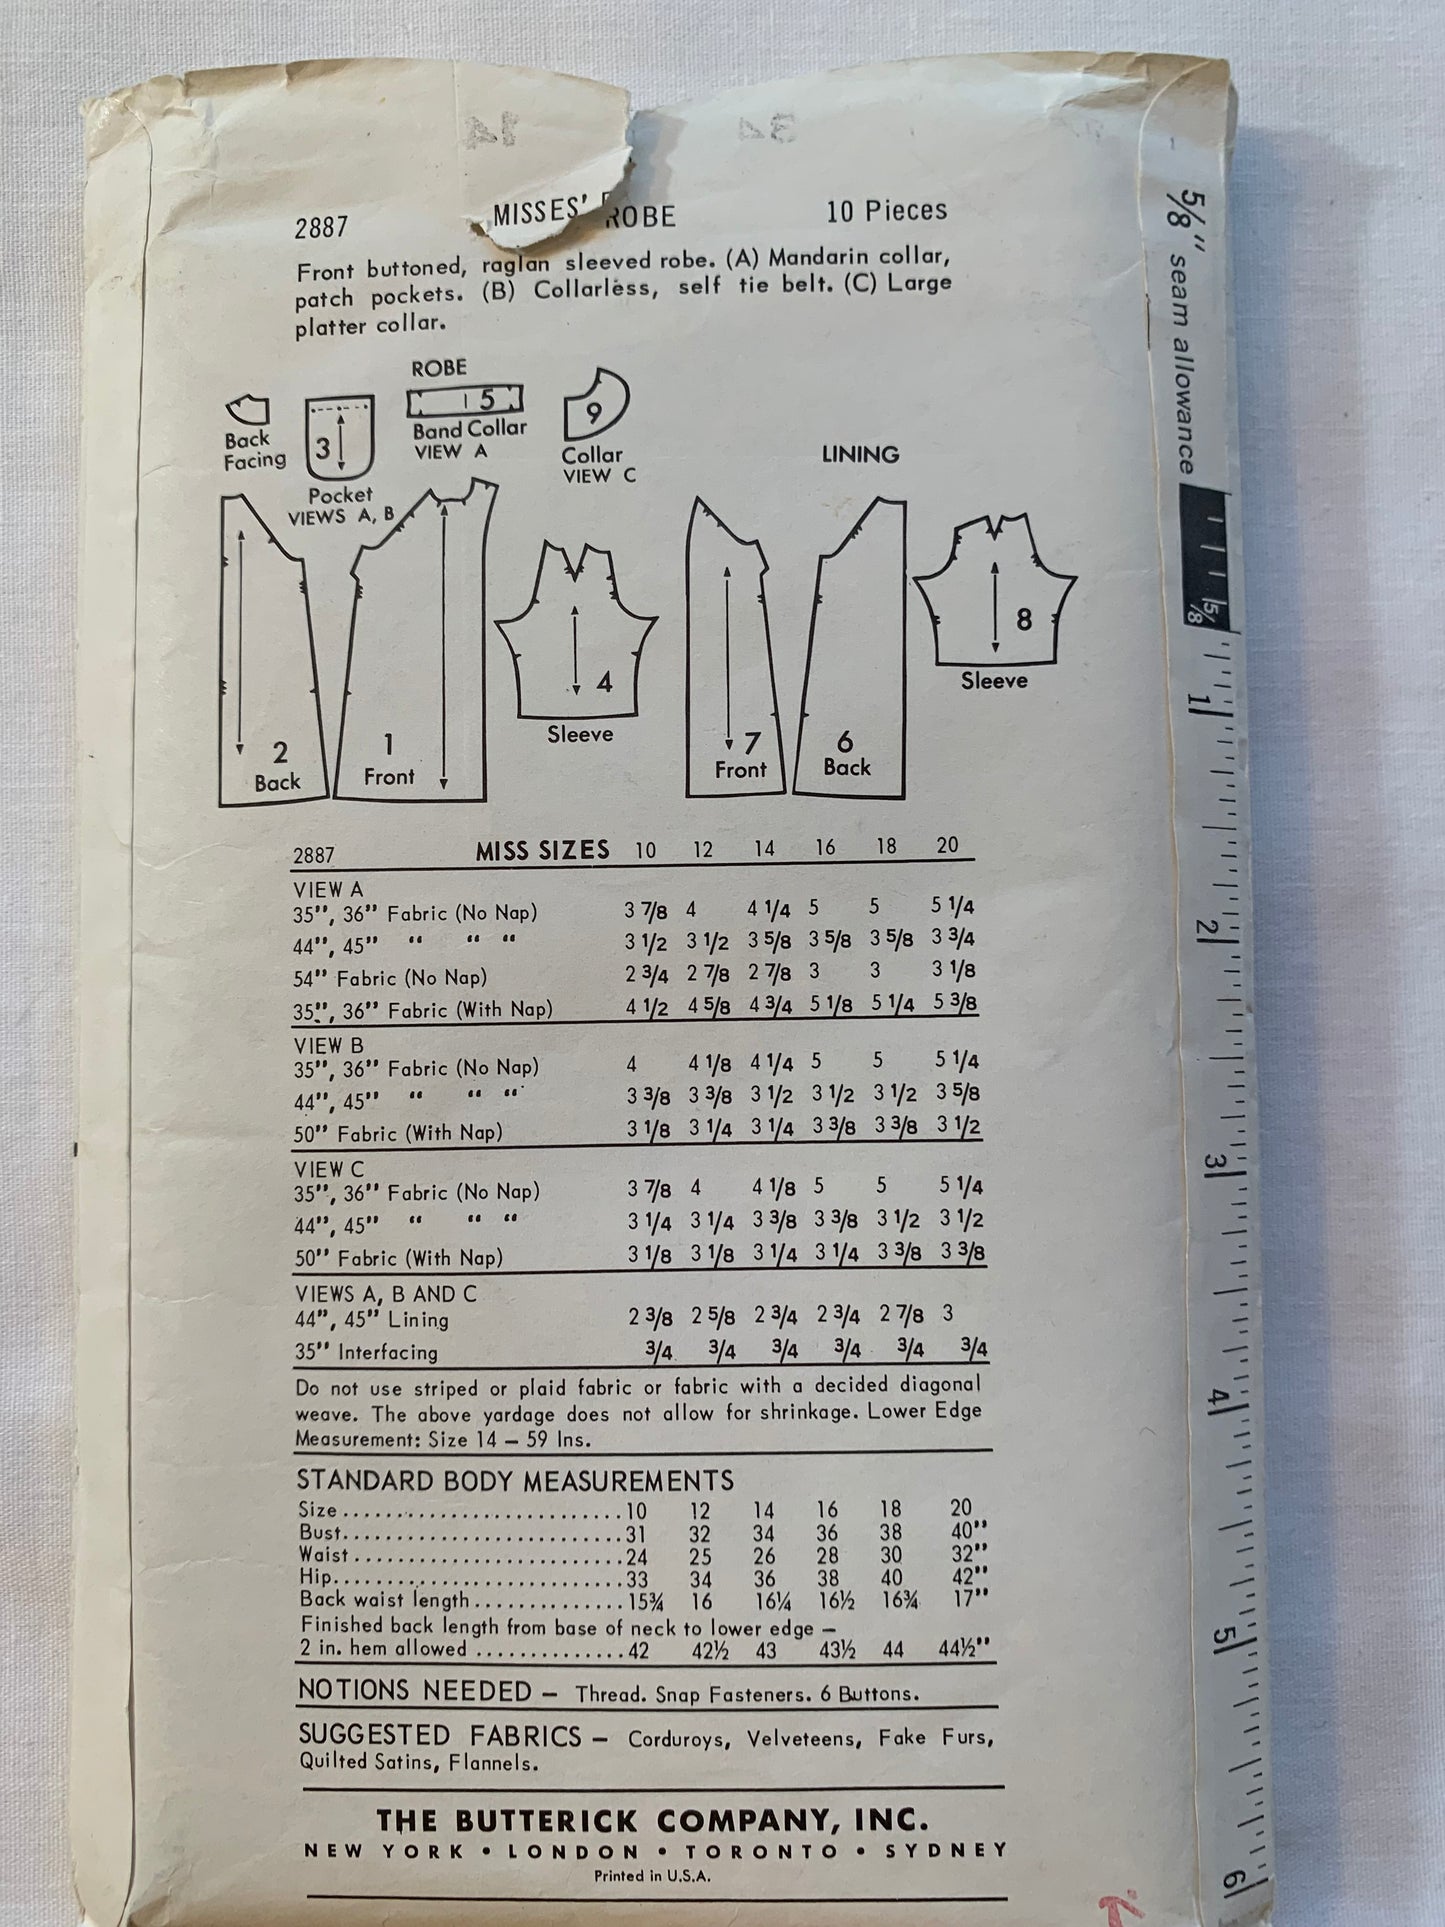 14 34
2887 MISSES' ROBE 10 Pieces
Front buttoned, raglan sleeved robe. (A) Mandarin collar,
patch pockets. (B) Collarless, self tie belt. (C) Large
platter collar.
ROBE
Back
Facing
3
Pocket
VIEWS A, B
5
Band Collar
VIEW A
9
Collar
VIEW C
LINING
2
Back
1
Front
4
Sleeve
7
Front
6
Back
8
Sleeve
2887 MISS SIZES 10 12 14 16 18 20
VIEW A
35", 36" Fabric (No Nap) 3 7/8 4 4 1/4 5 5 5 1/4
44", 45" " " " 3 1/2 3 1/2 3 5/8 3 5/8 3 5/8 3 3/4
54" Fabric (No Nap) 2 3/4 2 7/8 2 7/8 3 3 3 1/8
35", 36" Fabric (With Nap) 4 1/2 4 5/8 4 3/4 5 1/8 5 1/4 5 3/8
VIEW B
35", 36" Fabric (No Nap) 4 4 1/8 4 1/4 5 5 5 1/4
44", 45" " " " 3 3/8 3 3/8 3 1/2 3 1/2 3 1/2 3 5/8
50" Fabric (With Nap) 3 1/8 3 1/4 3 1/4 3 3/8 3 3/8 3 1/2
VIEW C
35", 36" Fabric (No Nap) 3 7/8 4 4 1/8 5 5 5 1/4
44", 45" " " " 3 1/4 3 1/4 3 3/8 3 3/8 3 1/2 3 1/2
50" Fabric (With Nap) 3 1/8 3 1/8 3 1/4 3 1/4 3 3/8 3 3/8
VIEWS A, B AND C
44", 45" Lining 2 3/8 2 5/8 2 3/4 2 3/4 2 7/8 3
35" Interfacing 3/4 3/4 3/4 3/4 3/4 3/4
Do not use striped or plaid fabric or fabric with a decided diagonal
weave. The above yardage does not allow for shrinkage. Lower Edge
Measurement: Size 14 – 59 Ins.
STANDARD BODY MEASUREMENTS
Size............................10 12 14 16 18 20
Bust............................31 32 34 36 38 40"
Waist...........................24 25 26 28 30 32"
Hip.............................33 34 36 38 40 42"
Back waist length...............15¾ 16 16¼ 16½ 16¾ 17"
Finished back length from base of neck to lower edge –
2 in. hem allowed ...............42 42½ 43 43½ 44 44½"
NOTIONS NEEDED – Thread. Snap Fasteners. 6 Buttons.
SUGGESTED FABRICS – Corduroys, Velveteens, Fake Furs,
Quilted Satins, Flannels.
THE BUTTERICK COMPANY, INC.
NEW YORK • LONDON • TORONTO • SYDNEY
Printed in U.S.A.
5/8" seam allowance
5/8
1
2
3
4
5
6